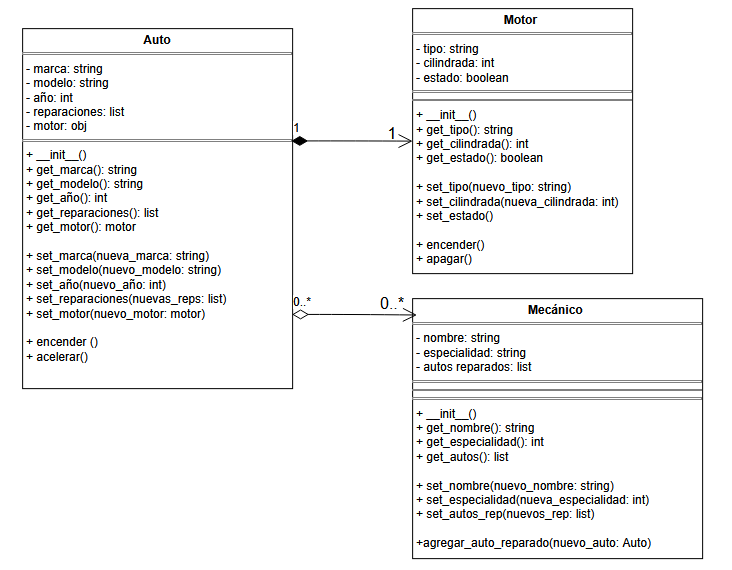 Auto
- marca: string
- modelo: string
- año: int
- reparaciones: list
- motor: obj
+ __init__()
+ get_marca(): string
+ get_modelo(): string
+ get_año(): int
+ get_reparaciones(): list
+ get_motor(): motor
+ set_marca(nueva_marca: string)
+ set_modelo(nuevo_modelo: string)
+ set_año(nuevo_año: int)
+ set_reparaciones(nuevas_reps: list)
+ set_motor(nuevo_motor: motor)
+ encender ()
+ acelerar()
1
1
0..*
0..*
Motor
- tipo: string
- cilindrada: int
- estado: boolean
+ __init__()
+ get_tipo(): string
+ get_cilindrada(): int
+ get_estado(): boolean
+ set_tipo(nuevo_tipo: string)
+ set_cilindrada(nueva_cilindrada: int)
+ set_estado()
+ encender()
+ apagar()
Mecánico
- nombre: string
- especialidad: string
- autos reparados: list
+ __init__()
+ get_nombre(): string
+ get_especialidad(): int
+ get_autos(): list
+ set_nombre(nuevo_nombre: string)
+ set_especialidad(nueva_especialidad: int)
+ set_autos_rep(nuevos_rep: list)
+agregar_auto_reparado(nuevo_auto: Auto)